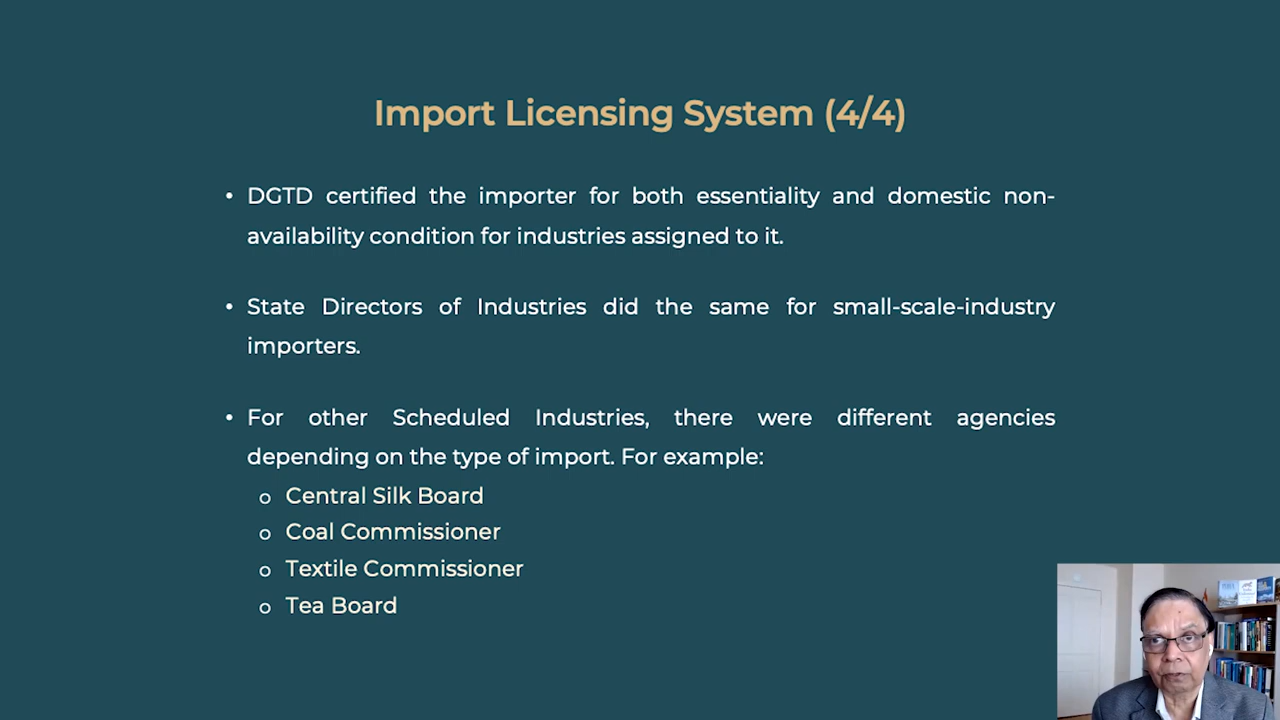 Import Licensing System (4/4)
• DGTD certified the importer for both essentiality and domestic non-
availability condition for industries assigned to it.
• State Directors of Industries did the same for small-scale-industry
importers.
• For other Scheduled Industries, there were different agencies
depending on the type of import. For example:
o Central Silk Board
o Coal Commissioner
o Textile Commissioner
o Tea Board